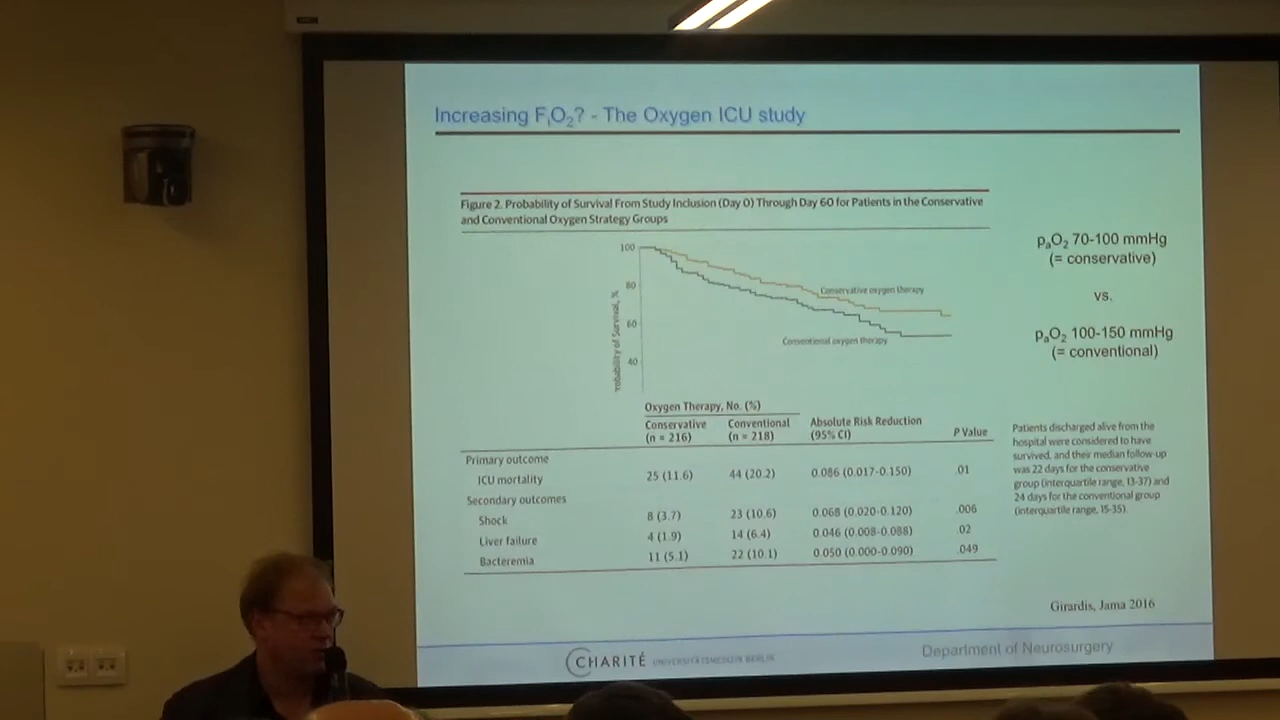 Increasing FiO2? - The Oxygen ICU study
Figure 2. Probability of Survival From Study Inclusion (Day 0) Through Day 60 for Patients in the Conservative
and Conventional Oxygen Strategy Groups
100
80
60
40
Probability of Survival, %
Conservative oxygen therapy
Conventional oxygen therapy
paO2 70-100 mmHg
(= conservative)
vs.
paO2 100-150 mmHg
(= conventional)
Oxygen Therapy, No. (%)
Conservative Conventional Absolute Risk Reduction
(n = 216) (n = 218) (95% CI) P Value
Primary outcome
ICU mortality 25 (11.6) 44 (20.2) 0.086 (0.017-0.150) .01
Secondary outcomes
Shock 8 (3.7) 23 (10.6) 0.068 (0.020-0.120) .006
Liver failure 4 (1.9) 14 (6.4) 0.046 (0.008-0.088) .02
Bacteremia 11 (5.1) 22 (10.1) 0.050 (0.000-0.090) .049
Patients discharged alive from the
hospital were considered to have
survived, and their median follow-up
was 22 days for the conservative
group (interquartile range, 13-37) and
24 days for the conventional group
(interquartile range, 15-35).
Girardis, Jama 2016
CHARITÉ UNIVERSITÄTSMEDIZIN BERLIN
Department of Neurosurgery